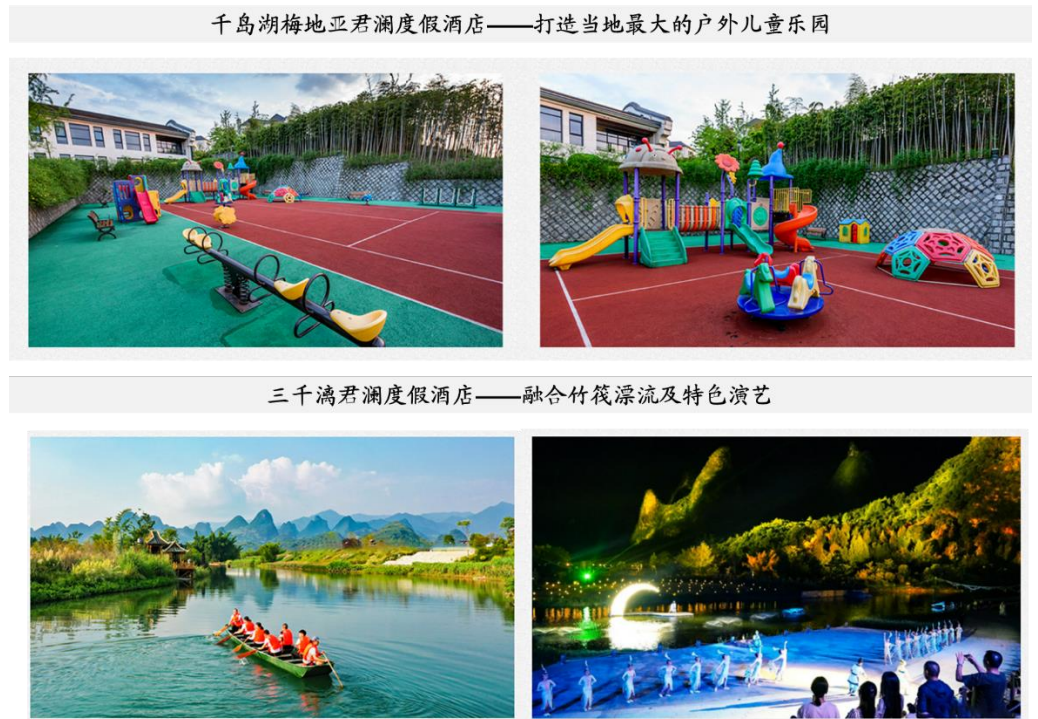 千岛湖梅地亚君澜度假酒店——打造当地最大的户外儿童乐园
三千漓君澜度假酒店——融合竹筏漂流及特色演艺